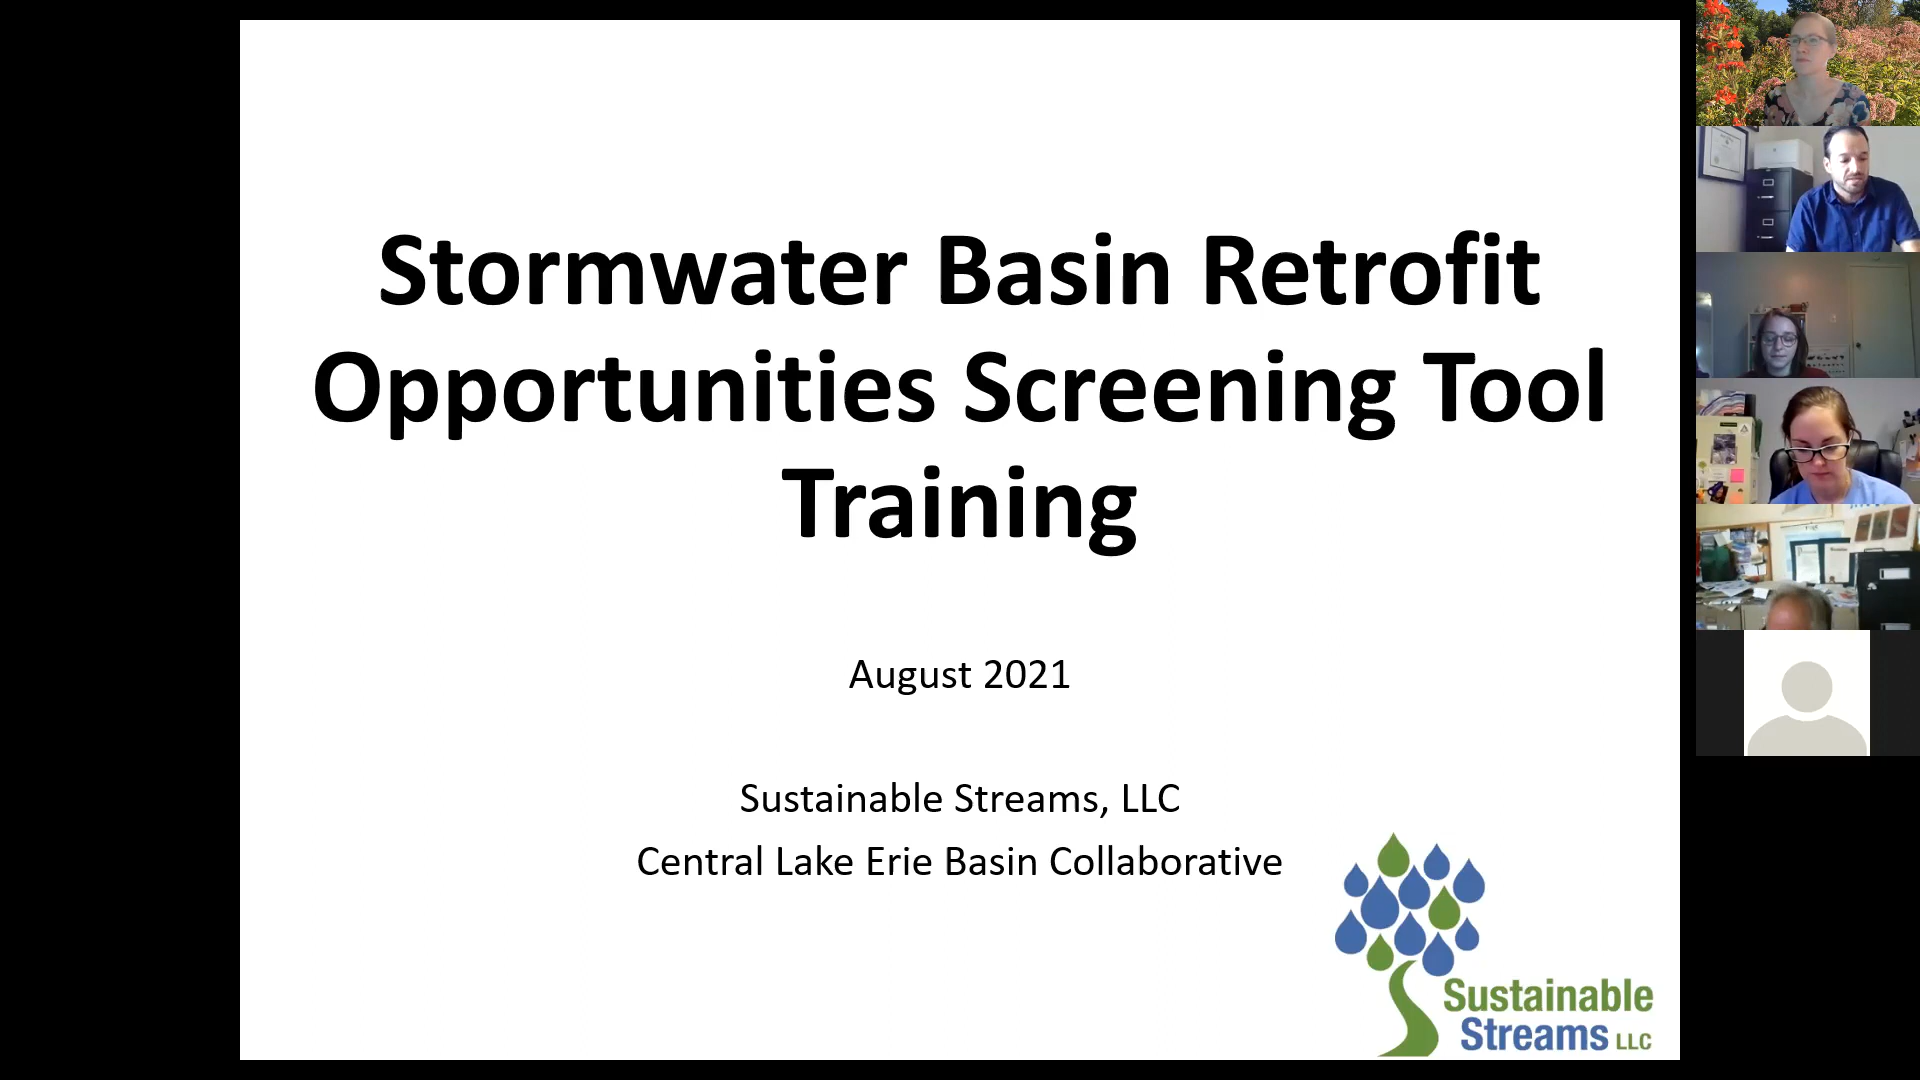 Stormwater Basin Retrofit
Opportunities Screening Tool
Training
August 2021
Sustainable Streams, LLC
Central Lake Erie Basin Collaborative
Sustainable
Streams LLC